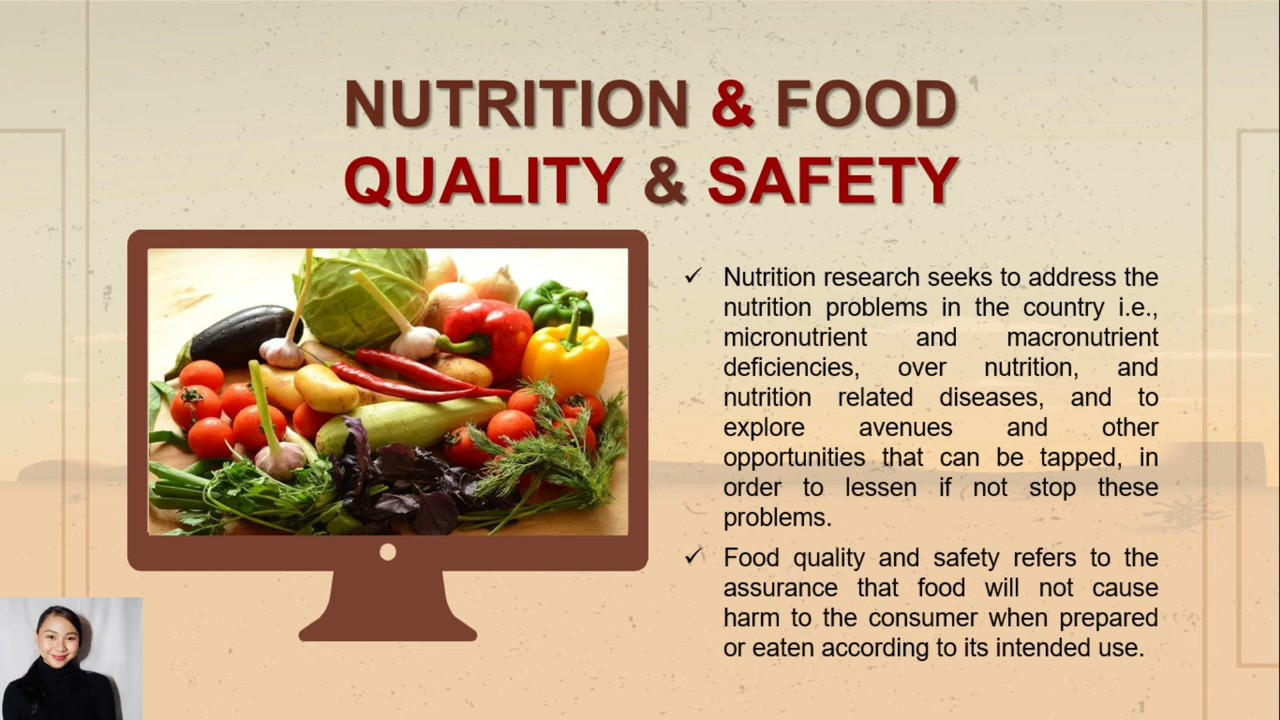 NUTRITION & FOOD
QUALITY & SAFETY
✓ Nutrition research seeks to address the
nutrition problems in the country i.e.,
micronutrient and macronutrient
deficiencies, over nutrition, and
nutrition related diseases, and to
explore avenues and other
opportunities that can be tapped, in
order to lessen if not stop these
problems.
✓ Food quality and safety refers to the
assurance that food will not cause
harm to the consumer when prepared
or eaten according to its intended use.